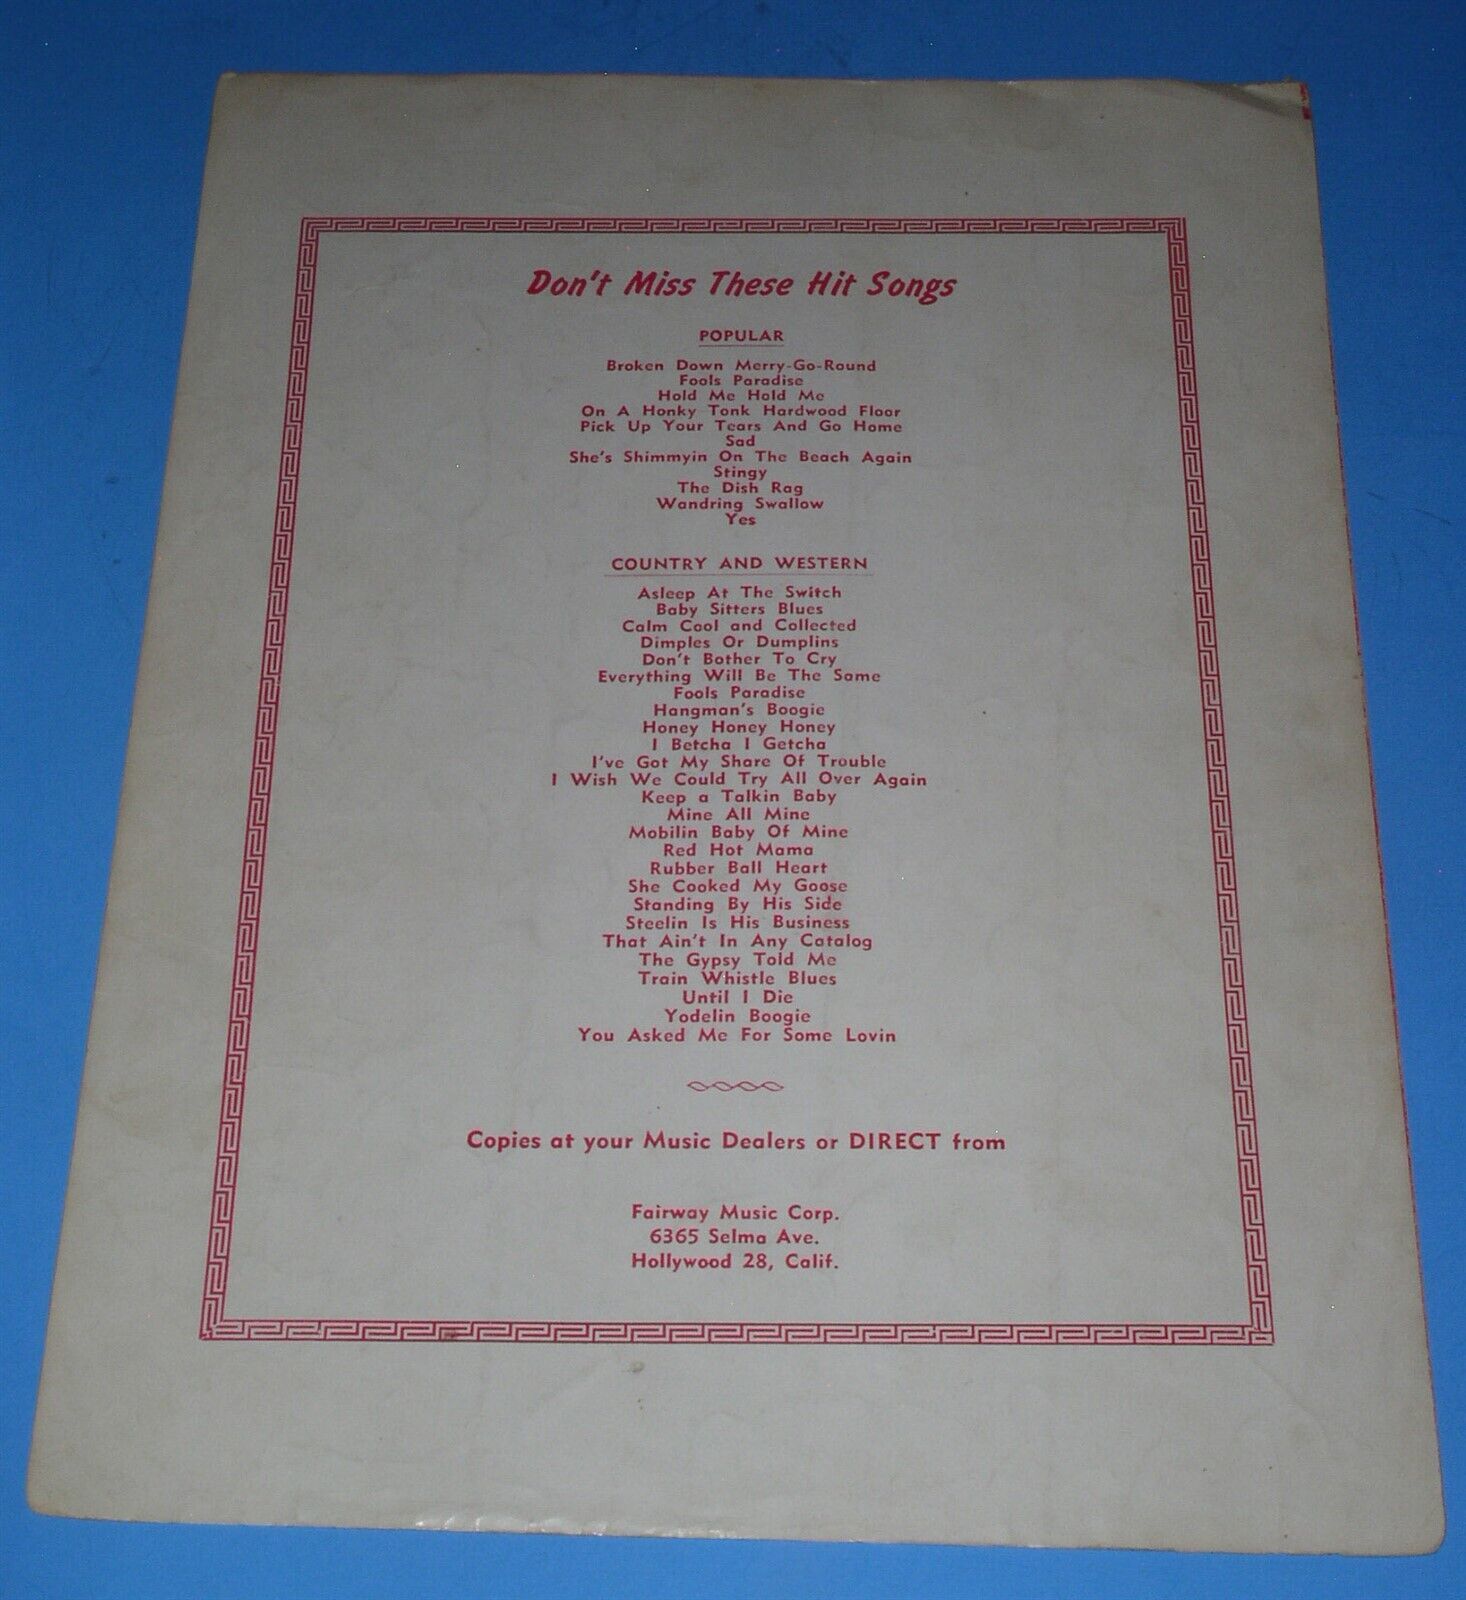 Don't Miss These Hit Songs
POPULAR
Broken Down Merry-Go-Round
Fools Paradise
Hold Me Hold Me
On A Honky Tonk Hardwood Floor
Pick Up Your Tears And Go Home
Sad
She's Shimmyin On The Beach Again
Stingy
The Dish Rag
Wandring Swallow
Yes
COUNTRY AND WESTERN
Asleep At The Switch
Baby Sitters Blues
Calm Cool and Collected
Dimples Or Dumplins
Don't Bother To Cry
Everything Will Be The Same
Fools Paradise
Hangman's Boogie
Honey Honey Honey
I Betcha I Getcha
I've Got My Share Of Trouble
I Wish We Could Try All Over Again
Keep a Talkin Baby
Mine All Mine
Mobilin Baby Of Mine
Red Hot Mama
Rubber Ball Heart
She Cooked My Goose
Standing By His Side
Steelin Is His Business
That Ain't In Any Catalog
The Gypsy Told Me
Train Whistle Blues
Until I Die
Yodelin Boogie
You Asked Me For Some Lovin
Copies at your Music Dealers or DIRECT from
Fairway Music Corp.
6365 Selma Ave.
Hollywood 28, Calif.